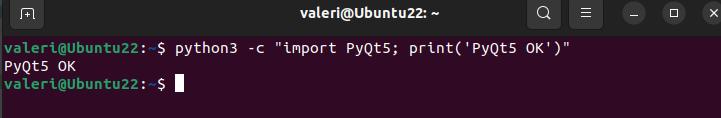 valeri@Ubuntu22: ~
valeri@Ubuntu22:~$ python3 -c "import PyQt5; print('PyQt5 OK')"
PyQt5 OK
valeri@Ubuntu22:~$